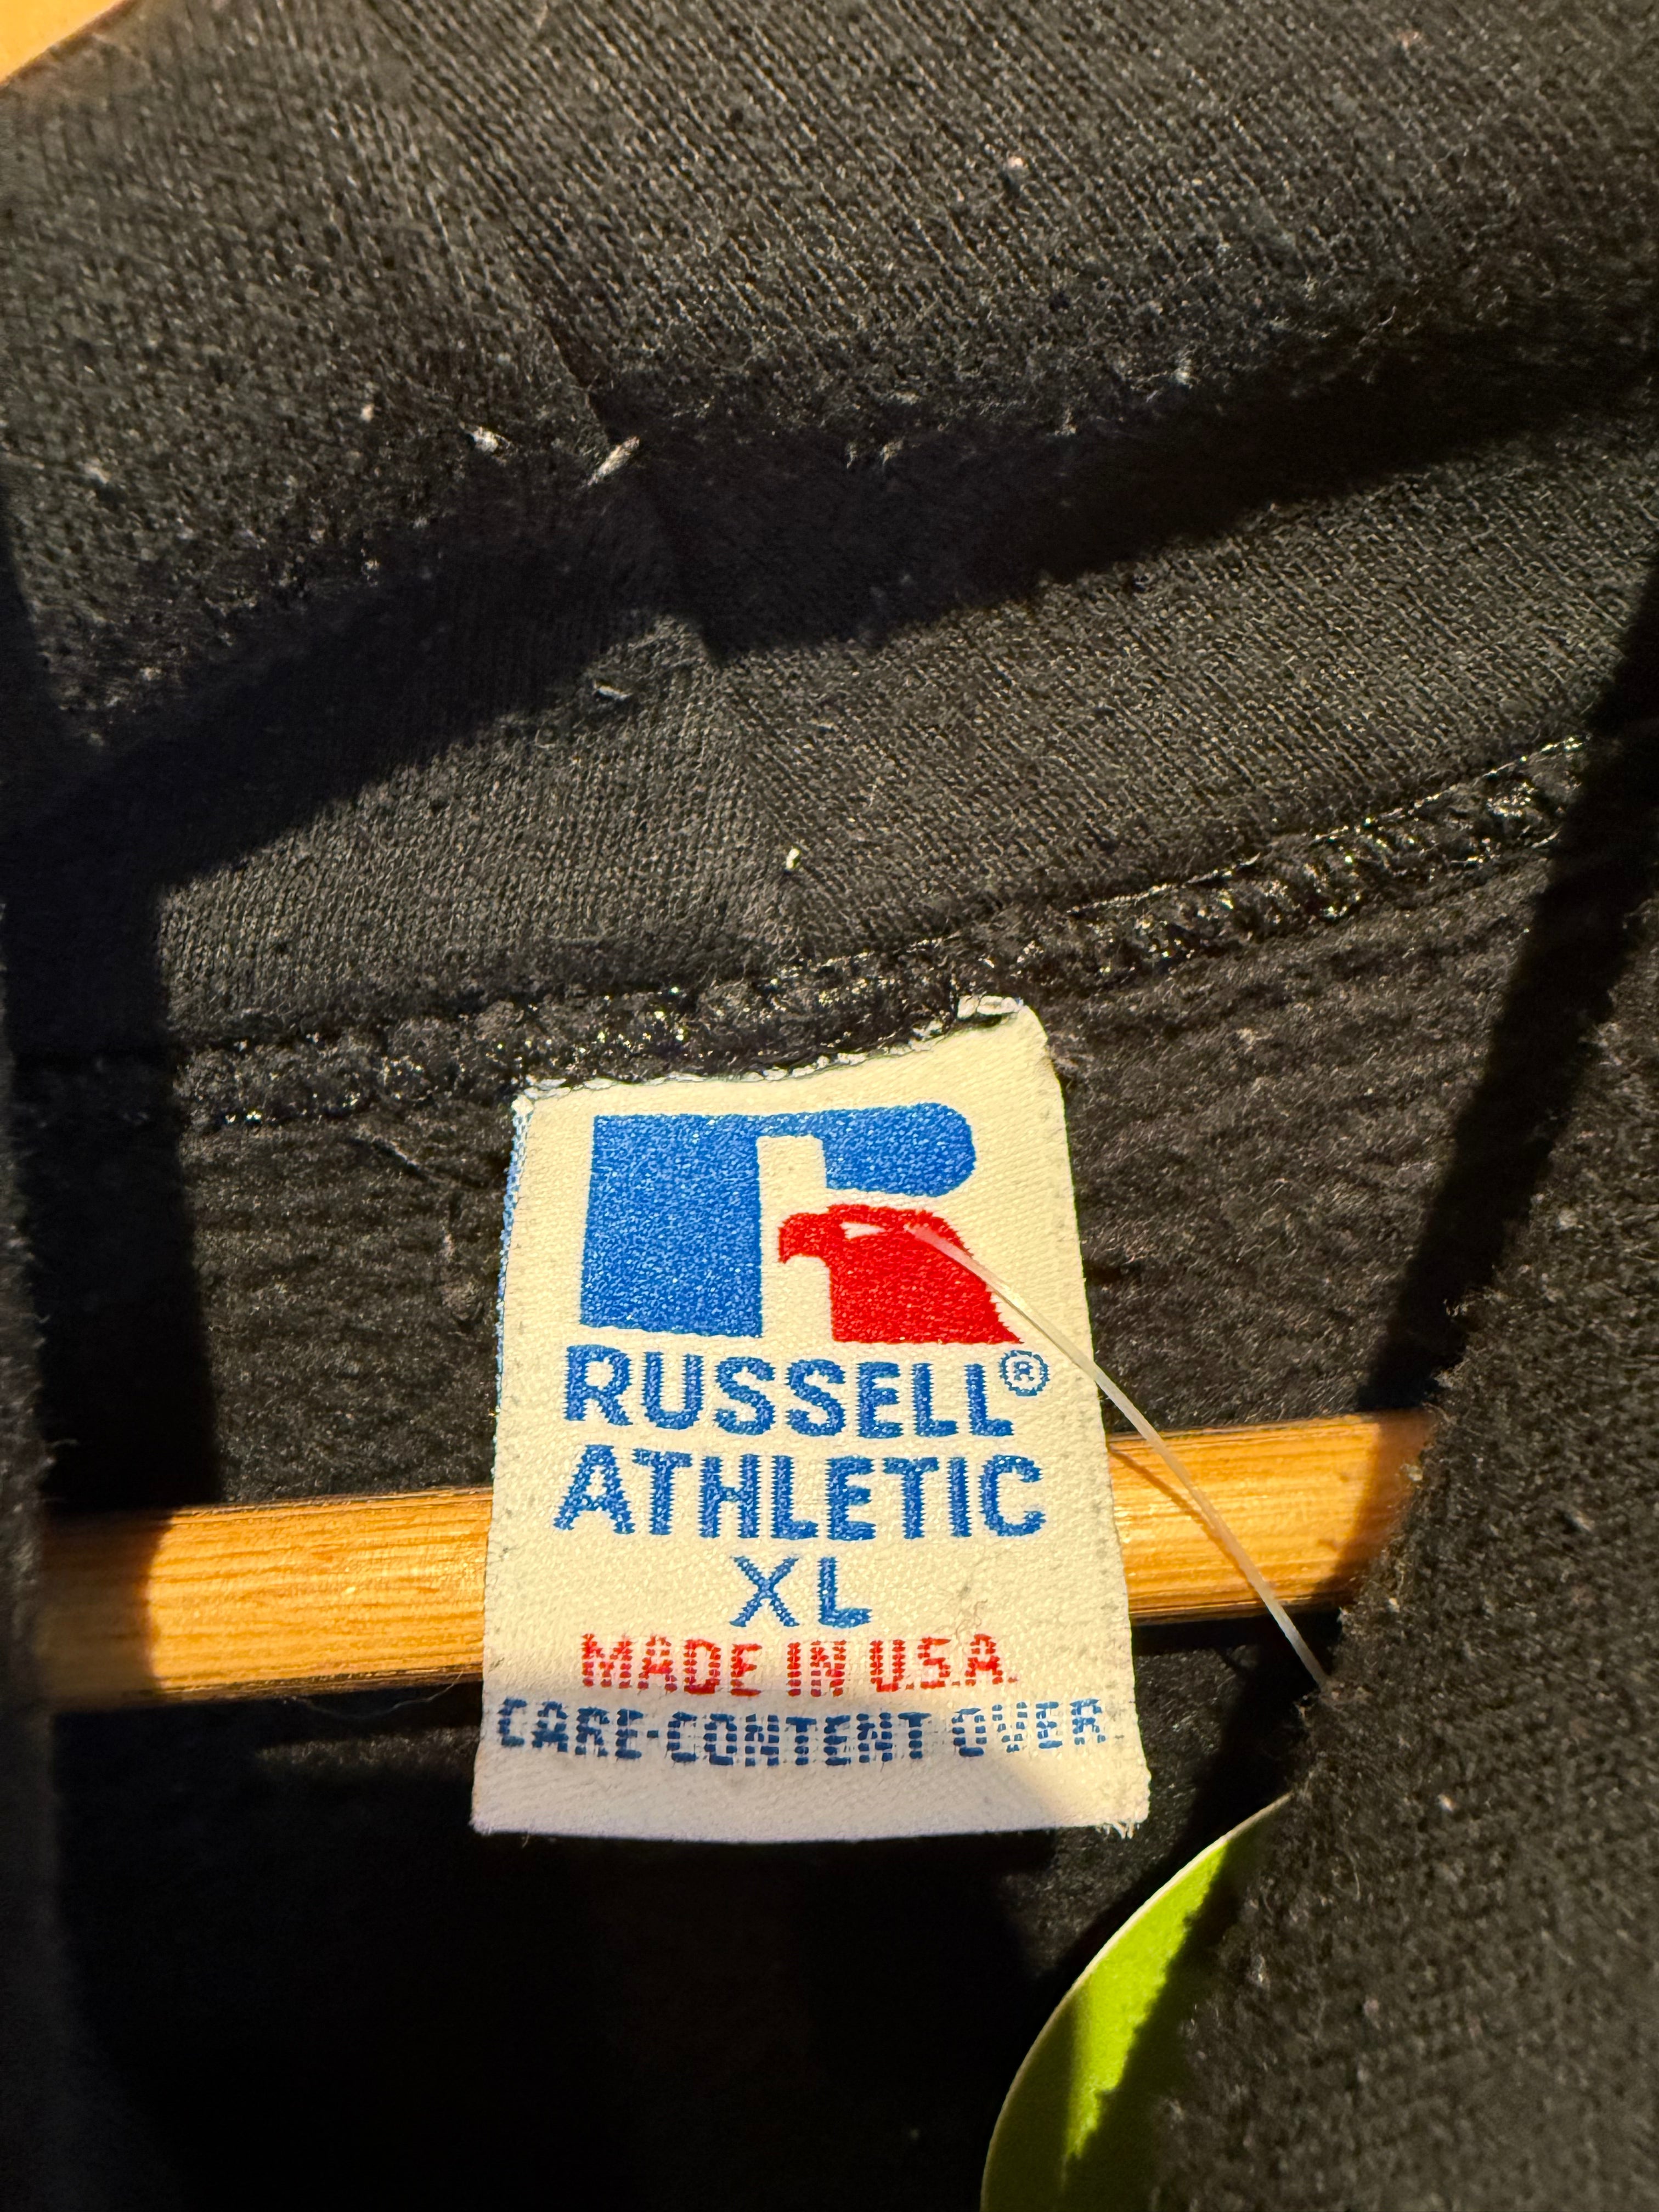 R
RUSSELL®
ATHLETIC
XL
MADE IN U.S.A.
CARE-CONTENT OVER